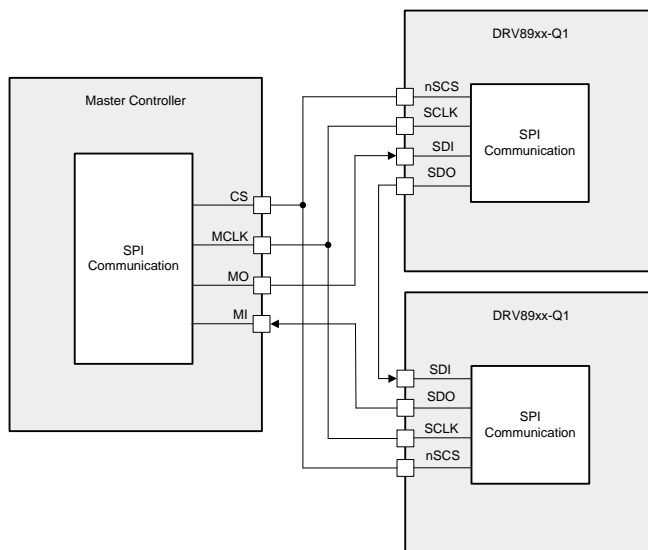 Master Controller
SPI
Communication
CS
MCLK
MO
MI
DRV89xx-Q1
nSCS
SCLK
SDI
SDO
SPI
Communication
DRV89xx-Q1
SDI
SDO
SCLK
nSCS
SPI
Communication